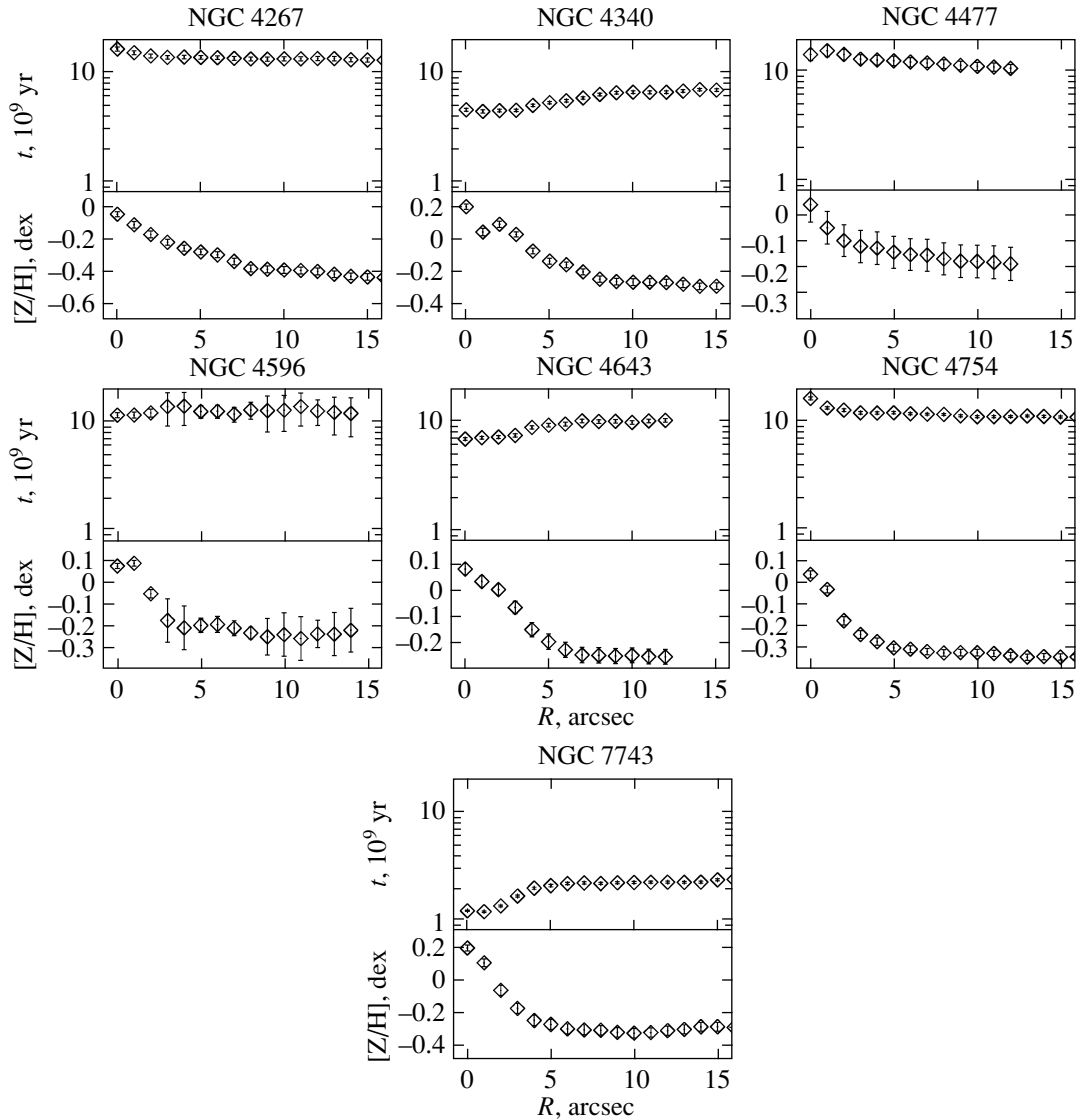 NGC 4267
NGC 4340
NGC 4477
t, 10^9 yr
10
1
10
1
10
1
[Z/H], dex
0
–0.2
–0.4
–0.6
0.2
0
–0.2
–0.4
0
–0.1
–0.2
–0.3
0 5 10 15
0 5 10 15
0 5 10 15
NGC 4596
NGC 4643
NGC 4754
t, 10^9 yr
10
1
10
1
10
1
[Z/H], dex
0.1
0
–0.1
–0.2
–0.3
0.1
0
–0.1
–0.2
0.1
0
–0.1
–0.2
–0.3
0 5 10 15
0 5 10 15
0 5 10 15
R, arcsec
NGC 7743
t, 10^9 yr
10
1
[Z/H], dex
0.2
0
–0.2
–0.4
0 5 10 15
R, arcsec